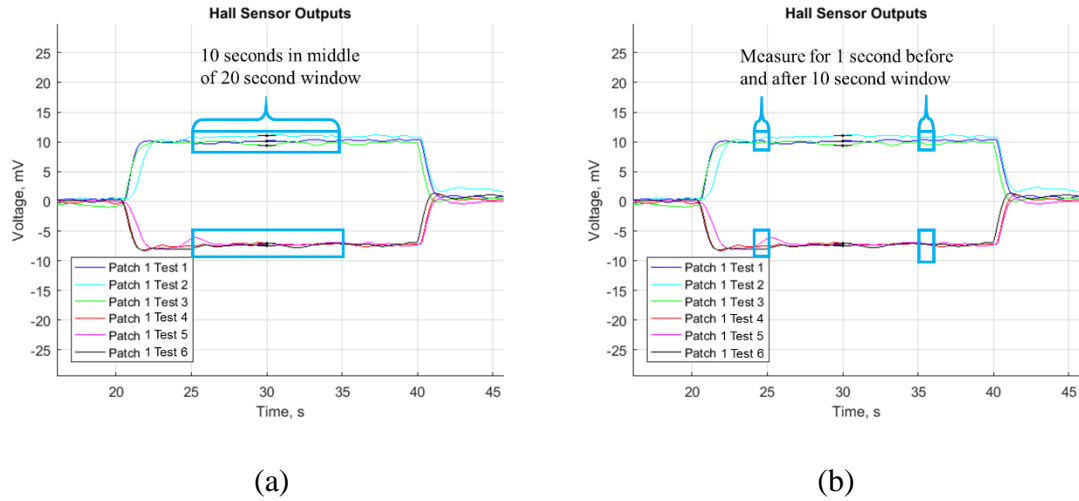 Hall Sensor Outputs
10 seconds in middle
of 20 second window
25
20
15
10
5
0
-5
-10
-15
-20
-25
Voltage, mV
Patch 1 Test 1
Patch 1 Test 2
Patch 1 Test 3
Patch 1 Test 4
Patch 1 Test 5
Patch 1 Test 6
20 25 30 35 40 45
Time, s
(a)
Hall Sensor Outputs
Measure for 1 second before
and after 10 second window
25
20
15
10
5
0
-5
-10
-15
-20
-25
Voltage, mV
Patch 1 Test 1
Patch 1 Test 2
Patch 1 Test 3
Patch 1 Test 4
Patch 1 Test 5
Patch 1 Test 6
20 25 30 35 40 45
Time, s
(b)